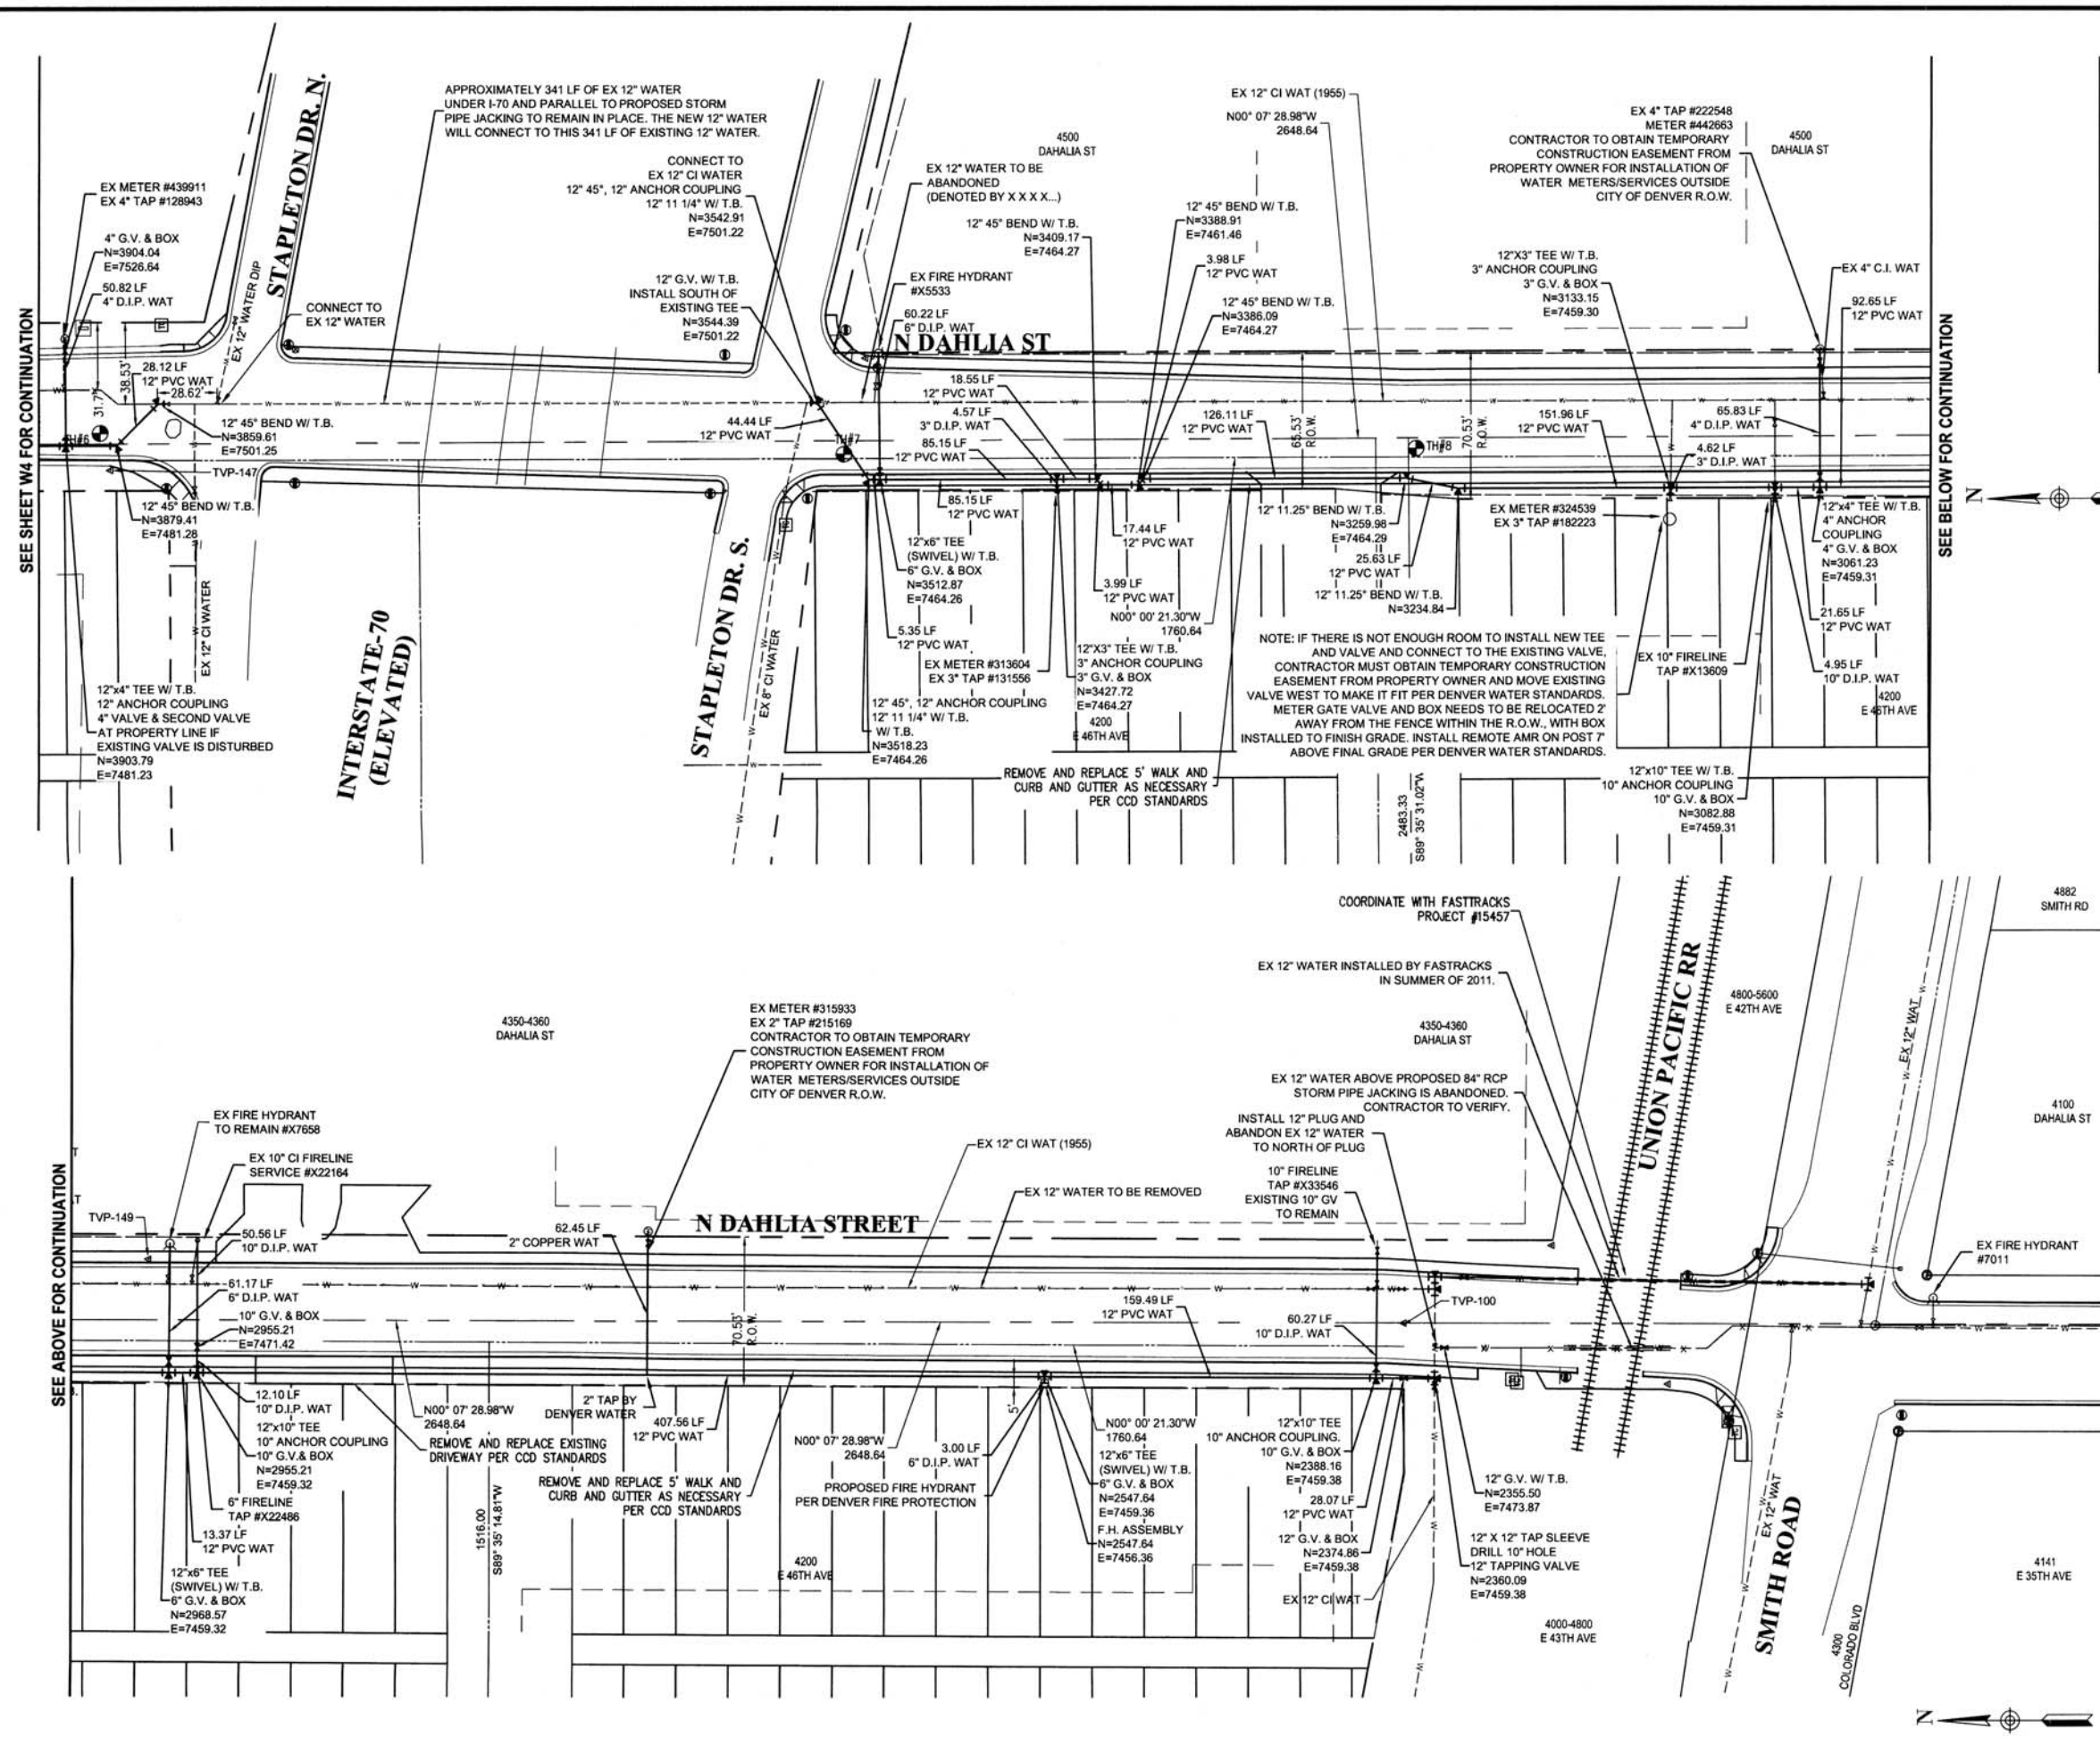 SEE SHEET W4 FOR CONTINUATION
EX METER #439911
EX 4" TAP #128943
4" G.V. & BOX
N=3904.04
E=7526.64
50.82 LF
4" D.I.P. WAT
38.53'
31.7'
28.12 LF
12" PVC WAT
28.62'
TH#6
12" 45° BEND W/ T.B.
N=3859.61
E=7501.25
TVP-147
12" 45° BEND W/ T.B.
N=3879.41
E=7481.28
EX 12" CI WATER
12"x4" TEE W/ T.B.
12" ANCHOR COUPLING
4" VALVE & SECOND VALVE
AT PROPERTY LINE IF
EXISTING VALVE IS DISTURBED
N=3903.79
E=7481.23
STAPLETON DR. N.
EX 12" WATER DIP
CONNECT TO
EX 12" WATER
APPROXIMATELY 341 LF OF EX 12" WATER
UNDER I-70 AND PARALLEL TO PROPOSED STORM
PIPE JACKING TO REMAIN IN PLACE. THE NEW 12" WATER
WILL CONNECT TO THIS 341 LF OF EXISTING 12" WATER.
INTERSTATE-70
(ELEVATED)
CONNECT TO
EX 12" CI WATER
12" 45°, 12" ANCHOR COUPLING
12" 11 1/4° W/ T.B.
N=3542.91
E=7501.22
12" G.V. W/ T.B.
INSTALL SOUTH OF
EXISTING TEE
N=3544.39
E=7501.22
44.44 LF
12" PVC WAT
TH#7
STAPLETON DR. S.
EX 8" CI WATER
EX 12" WATER TO BE
ABANDONED
(DENOTED BY X X X X...)
EX FIRE HYDRANT
#X5533
60.22 LF
6" D.I.P. WAT
N DAHLIA ST
18.55 LF
12" PVC WAT
4.57 LF
3" D.I.P. WAT
85.15 LF
12" PVC WAT
85.15 LF
12" PVC WAT
12"x6" TEE
(SWIVEL) W/ T.B.
6" G.V. & BOX
N=3512.87
E=7464.26
5.35 LF
12" PVC WAT
EX METER #313604
EX 3" TAP #131556
12" 45°, 12" ANCHOR COUPLING
12" 11 1/4° W/ T.B.
W/ T.B.
N=3518.23
E=7464.26
4500
DAHALIA ST
12" 45° BEND W/ T.B.
N=3409.17
E=7464.27
12" 45° BEND W/ T.B.
N=3388.91
E=7461.46
3.98 LF
12" PVC WAT
12" 45° BEND W/ T.B.
N=3386.09
E=7464.27
EX 12" CI WAT (1955)
N00° 07' 28.98"W
2648.64
126.11 LF
12" PVC WAT
65.53'
R.O.W.
TH#8
70.53'
R.O.W.
17.44 LF
12" PVC WAT
3.99 LF
12" PVC WAT
N00° 00' 21.30"W
1760.64
12"X3" TEE W/ T.B.
3" ANCHOR COUPLING
3" G.V. & BOX
N=3427.72
E=7464.27
4200
E 46TH AVE
REMOVE AND REPLACE 5' WALK AND
CURB AND GUTTER AS NECESSARY
PER CCD STANDARDS
12" 11.25° BEND W/ T.B.
N=3259.98
E=7464.29
25.63 LF
12" PVC WAT
12" 11.25° BEND W/ T.B.
N=3234.84
2483.33
S89° 35' 31.02"W
EX 4" TAP #222548
METER #442663
CONTRACTOR TO OBTAIN TEMPORARY
CONSTRUCTION EASEMENT FROM
PROPERTY OWNER FOR INSTALLATION OF
WATER METERS/SERVICES OUTSIDE
CITY OF DENVER R.O.W.
4500
DAHALIA ST
12"X3" TEE W/ T.B.
3" ANCHOR COUPLING
3" G.V. & BOX
N=3133.15
E=7459.30
EX 4" C.I. WAT
92.65 LF
12" PVC WAT
151.96 LF
12" PVC WAT
65.83 LF
4" D.I.P. WAT
4.62 LF
3" D.I.P. WAT
EX METER #324539
EX 3" TAP #182223
12"x4" TEE W/ T.B.
4" ANCHOR
COUPLING
4" G.V. & BOX
N=3061.23
E=7459.31
21.65 LF
12" PVC WAT
4.95 LF
10" D.I.P. WAT
4200
E 46TH AVE
EX 10" FIRELINE
TAP #X13609
NOTE: IF THERE IS NOT ENOUGH ROOM TO INSTALL NEW TEE
AND VALVE AND CONNECT TO THE EXISTING VALVE,
CONTRACTOR MUST OBTAIN TEMPORARY CONSTRUCTION
EASEMENT FROM PROPERTY OWNER AND MOVE EXISTING
VALVE WEST TO MAKE IT FIT PER DENVER WATER STANDARDS.
METER GATE VALVE AND BOX NEEDS TO BE RELOCATED 2'
AWAY FROM THE FENCE WITHIN THE R.O.W., WITH BOX
INSTALLED TO FINISH GRADE. INSTALL REMOTE AMR ON POST 7'
ABOVE FINAL GRADE PER DENVER WATER STANDARDS.
12"x10" TEE W/ T.B.
10" ANCHOR COUPLING
10" G.V. & BOX
N=3082.88
E=7459.31
SEE BELOW FOR CONTINUATION
N
SEE ABOVE FOR CONTINUATION
EX FIRE HYDRANT
TO REMAIN #X7658
EX 10" CI FIRELINE
SERVICE #X22164
TVP-149
50.56 LF
10" D.I.P. WAT
61.17 LF
6" D.I.P. WAT
10" G.V. & BOX
N=2955.21
E=7471.42
12.10 LF
10" D.I.P. WAT
12"x10" TEE
10" ANCHOR COUPLING
10" G.V.& BOX
N=2955.21
E=7459.32
6" FIRELINE
TAP #X22486
13.37 LF
12" PVC WAT
12"x6" TEE
(SWIVEL) W/ T.B.
6" G.V. & BOX
N=2968.57
E=7459.32
4350-4360
DAHALIA ST
N00° 07' 28.98"W
2648.64
REMOVE AND REPLACE EXISTING
DRIVEWAY PER CCD STANDARDS
1516.00
S89° 35' 14.81"W
REMOVE AND REPLACE 5' WALK AND
CURB AND GUTTER AS NECESSARY
PER CCD STANDARDS
EX METER #315933
EX 2" TAP #215169
CONTRACTOR TO OBTAIN TEMPORARY
CONSTRUCTION EASEMENT FROM
PROPERTY OWNER FOR INSTALLATION OF
WATER METERS/SERVICES OUTSIDE
CITY OF DENVER R.O.W.
62.45 LF
2" COPPER WAT
N DAHLIA STREET
70.53'
R.O.W.
2" TAP BY
DENVER WATER
407.56 LF
12" PVC WAT
EX 12" CI WAT (1955)
EX 12" WATER TO BE REMOVED
159.49 LF
12" PVC WAT
5'
N00° 07' 28.98"W
2648.64
3.00 LF
6" D.I.P. WAT
PROPOSED FIRE HYDRANT
PER DENVER FIRE PROTECTION
4200
E 46TH AVE
N00° 00' 21.30"W
1760.64
12"x6" TEE
(SWIVEL) W/ T.B.
6" G.V. & BOX
N=2547.64
E=7459.36
F.H. ASSEMBLY
N=2547.64
E=7456.36
COORDINATE WITH FASTTRACKS
PROJECT #15457
EX 12" WATER INSTALLED BY FASTRACKS
IN SUMMER OF 2011.
4350-4360
DAHALIA ST
EX 12" WATER ABOVE PROPOSED 84" RCP
STORM PIPE JACKING IS ABANDONED.
CONTRACTOR TO VERIFY.
INSTALL 12" PLUG AND
ABANDON EX 12" WATER
TO NORTH OF PLUG
10" FIRELINE
TAP #X33546
EXISTING 10" GV
TO REMAIN
TVP-100
60.27 LF
10" D.I.P. WAT
12"x10" TEE
10" ANCHOR COUPLING.
10" G.V. & BOX
N=2388.16
E=7459.38
28.07 LF
12" PVC WAT
12" G.V. & BOX
N=2374.86
E=7459.38
EX 12" CI WAT
12" G.V. W/ T.B.
N=2355.50
E=7473.87
12" X 12" TAP SLEEVE
DRILL 10" HOLE
12" TAPPING VALVE
N=2360.09
E=7459.38
4000-4800
E 43TH AVE
UNION PACIFIC RR
4800-5600
E 42TH AVE
EX 12" WAT
4882
SMITH RD
4100
DAHALIA ST
EX FIRE HYDRANT
#7011
EX 12" WAT
SMITH ROAD
4300
COLORADO BLVD
4141
E 35TH AVE
N